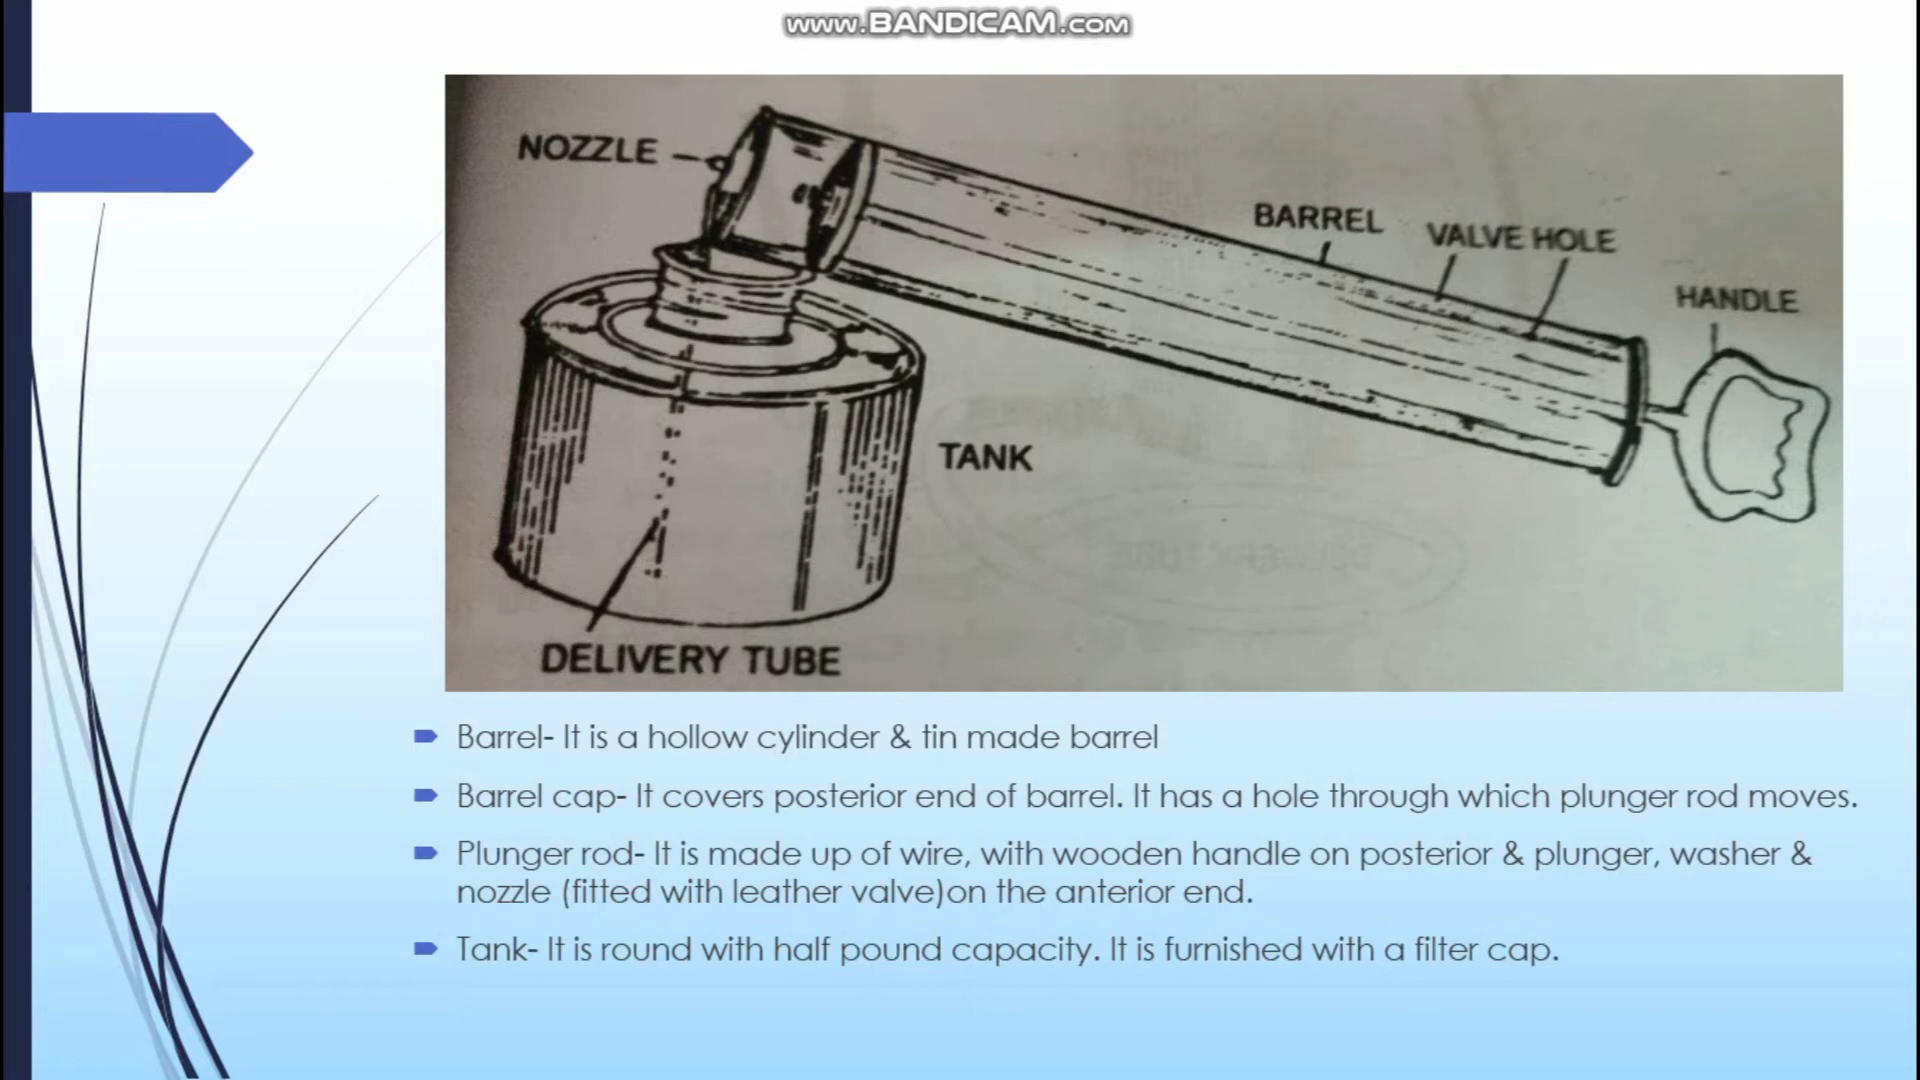 www.BANDICAM.com
NOZZLE
BARREL
VALVE HOLE
HANDLE
TANK
DELIVERY TUBE
Barrel- It is a hollow cylinder & tin made barrel
Barrel cap- It covers posterior end of barrel. It has a hole through which plunger rod moves.
Plunger rod- It is made up of wire, with wooden handle on posterior & plunger, washer &
nozzle (fitted with leather valve)on the anterior end.
Tank- It is round with half pound capacity. It is furnished with a filter cap.